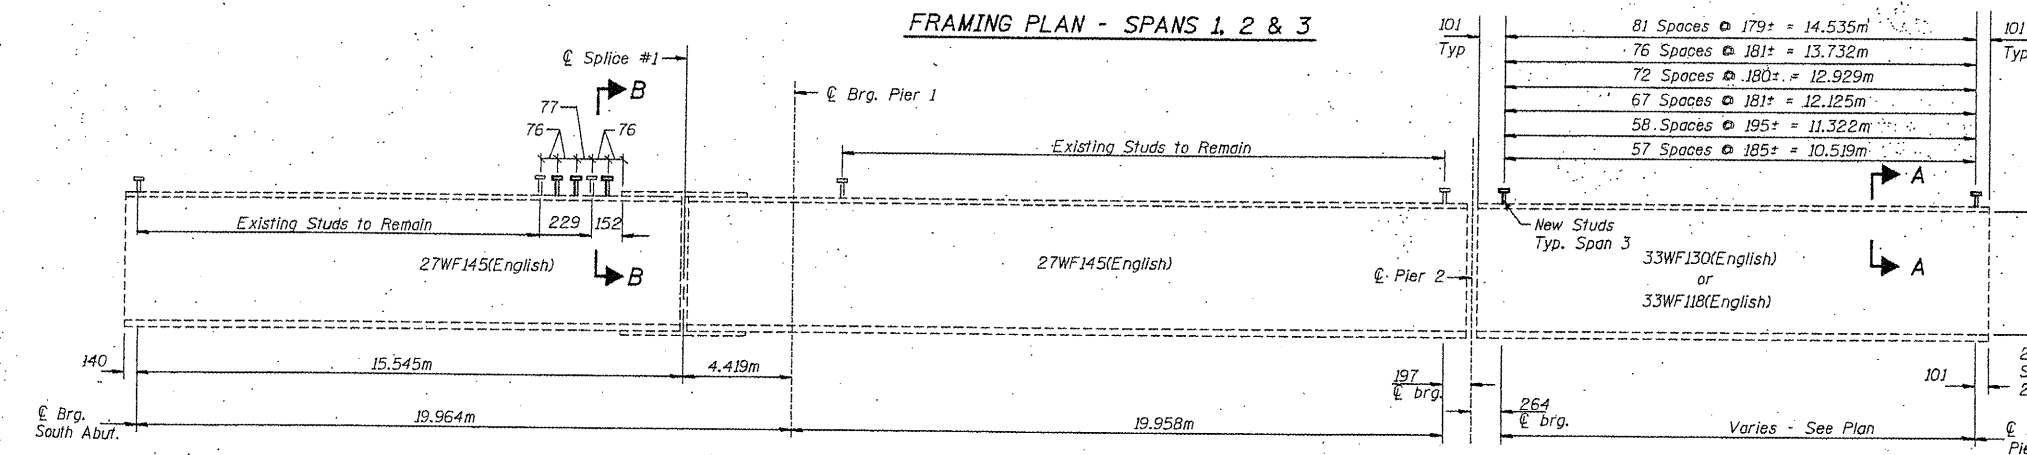 FRAMING PLAN - SPANS 1, 2 & 3
101
Typ
81 Spaces @ 179± = 14.535m
76 Spaces @ 181± = 13.732m
72 Spaces @ 180± = 12.929m
67 Spaces @ 181± = 12.125m
58 Spaces @ 195± = 11.322m
57 Spaces @ 185± = 10.519m
101
Typ
℄ Splice #1
B
℄ Brg. Pier 1
77
76
76
Existing Studs to Remain
A
Existing Studs to Remain
229
152
New Studs
Typ. Span 3
27WF145(English)
B
27WF145(English)
℄ Pier 2
33WF130(English)
or
33WF118(English)
A
140
15.545m
4.419m
197
℄ brg.
101
2
S
2
℄ Brg.
South Abut.
19.964m
19.958m
264
℄ brg.
Varies - See Plan
℄
Pie